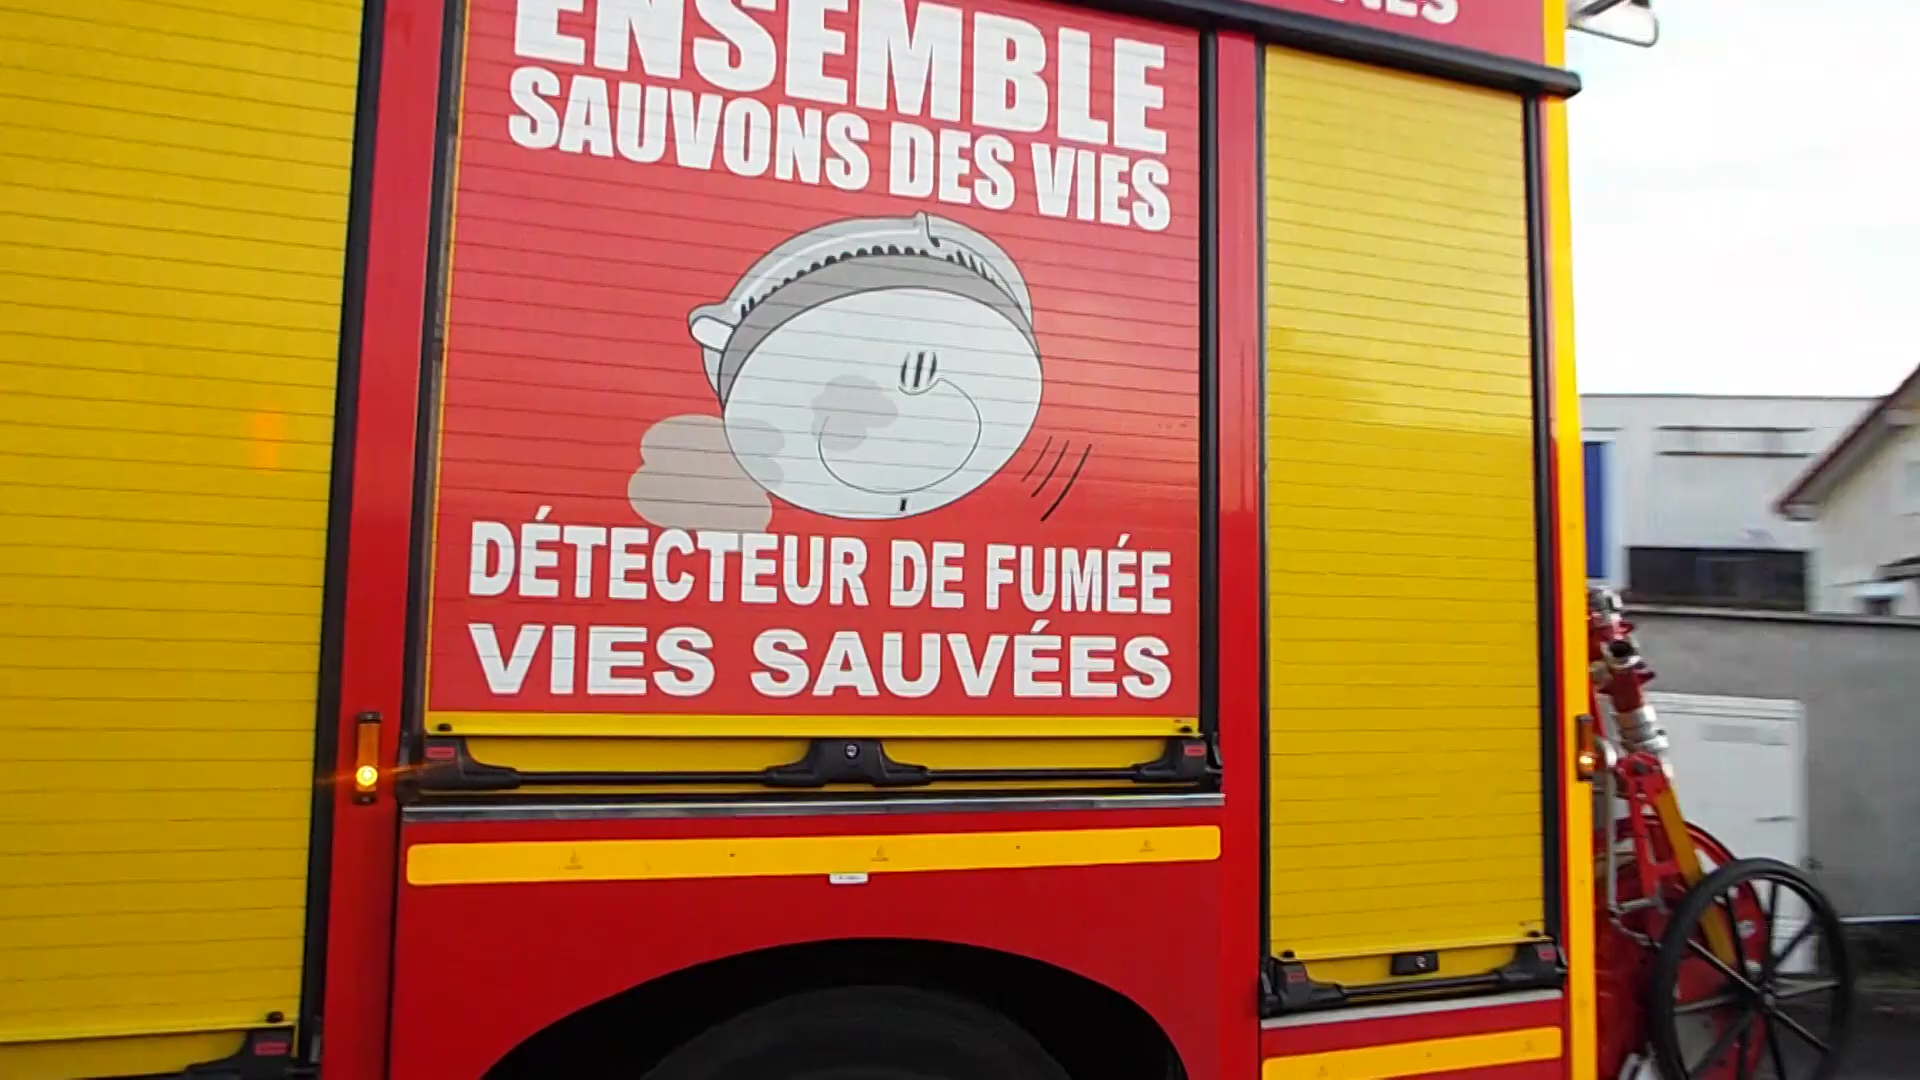 ENSEMBLE
SAUVONS DES VIES
DÉTECTEUR DE FUMÉE
VIES SAUVÉES